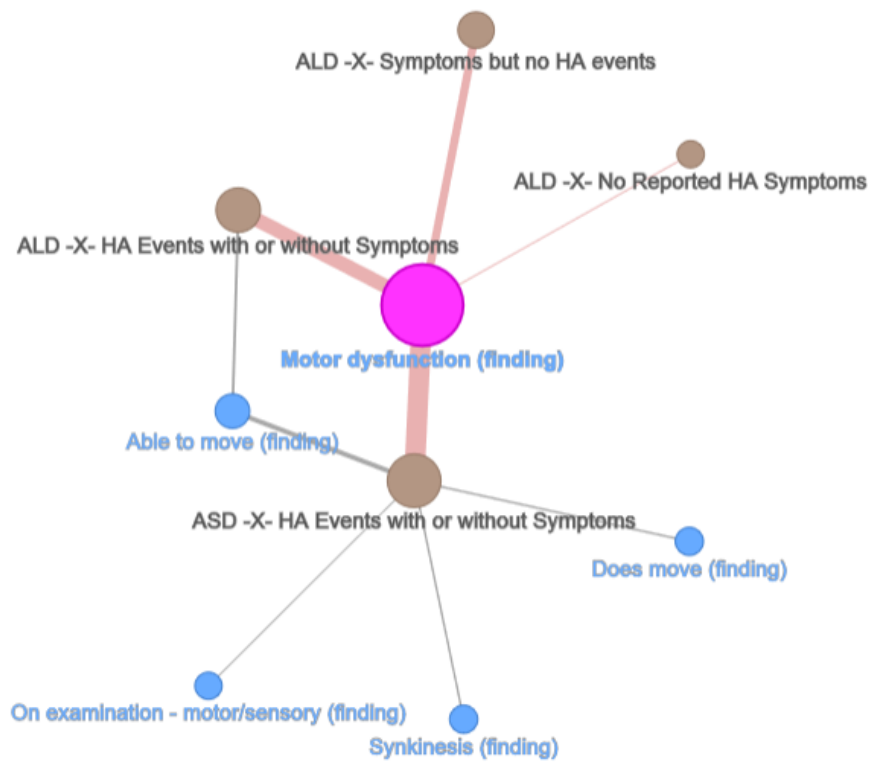 ALD -X- Symptoms but no HA events
ALD -X- No Reported HA Symptoms
ALD -X- HA Events with or without Symptoms
Motor dysfunction (finding)
Able to move (finding)
ASD -X- HA Events with or without Symptoms
Does move (finding)
On examination - motor/sensory (finding)
Synkinesis (finding)